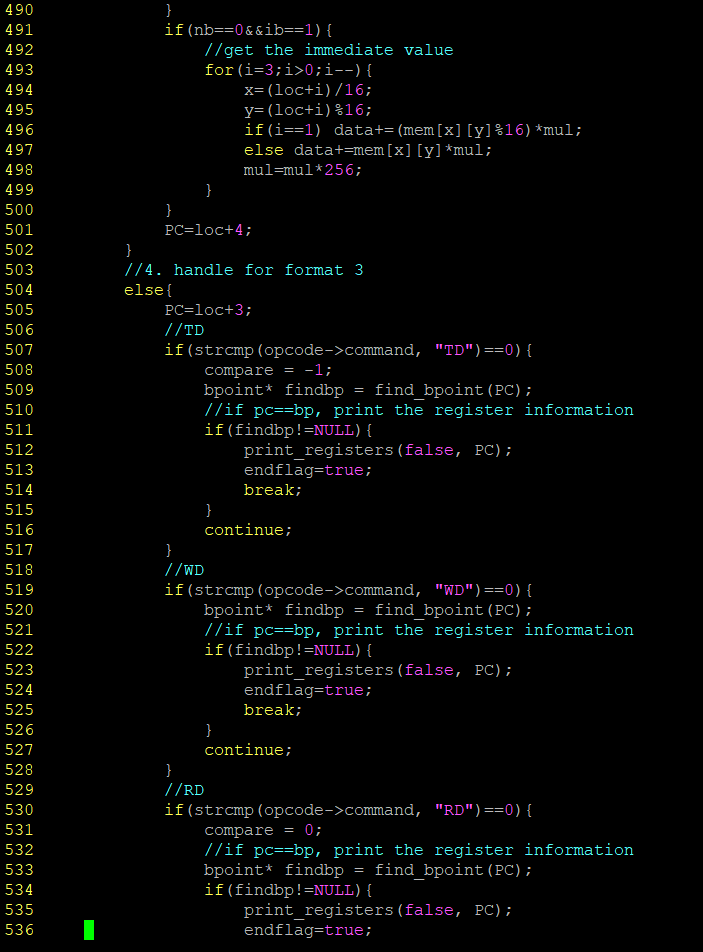 490             }
491             if(nb==0&&ib==1){
492                 //get the immediate value
493                 for(i=3;i>0;i--){
494                     x=(loc+i)/16;
495                     y=(loc+i)%16;
496                     if(i==1) data+=(mem[x][y]%16)*mul;
497                     else data+=mem[x][y]*mul;
498                     mul=mul*256;
499                 }
500             }
501             PC=loc+4;
502         }
503         //4. handle for format 3
504         else{
505             PC=loc+3;
506             //TD
507             if(strcmp(opcode->command, "TD")==0){
508                 compare = -1;
509                 bpoint* findbp = find_bpoint(PC);
510                 //if pc==bp, print the register information
511                 if(findbp!=NULL){
512                     print_registers(false, PC);
513                     endflag=true;
514                     break;
515                 }
516                 continue;
517             }
518             //WD
519             if(strcmp(opcode->command, "WD")==0){
520                 bpoint* findbp = find_bpoint(PC);
521                 //if pc==bp, print the register information
522                 if(findbp!=NULL){
523                     print_registers(false, PC);
524                     endflag=true;
525                     break;
526                 }
527                 continue;
528             }
529             //RD
530             if(strcmp(opcode->command, "RD")==0){
531                 compare = 0;
532                 //if pc==bp, print the register information
533                 bpoint* findbp = find_bpoint(PC);
534                 if(findbp!=NULL){
535                     print_registers(false, PC);
536                     endflag=true;